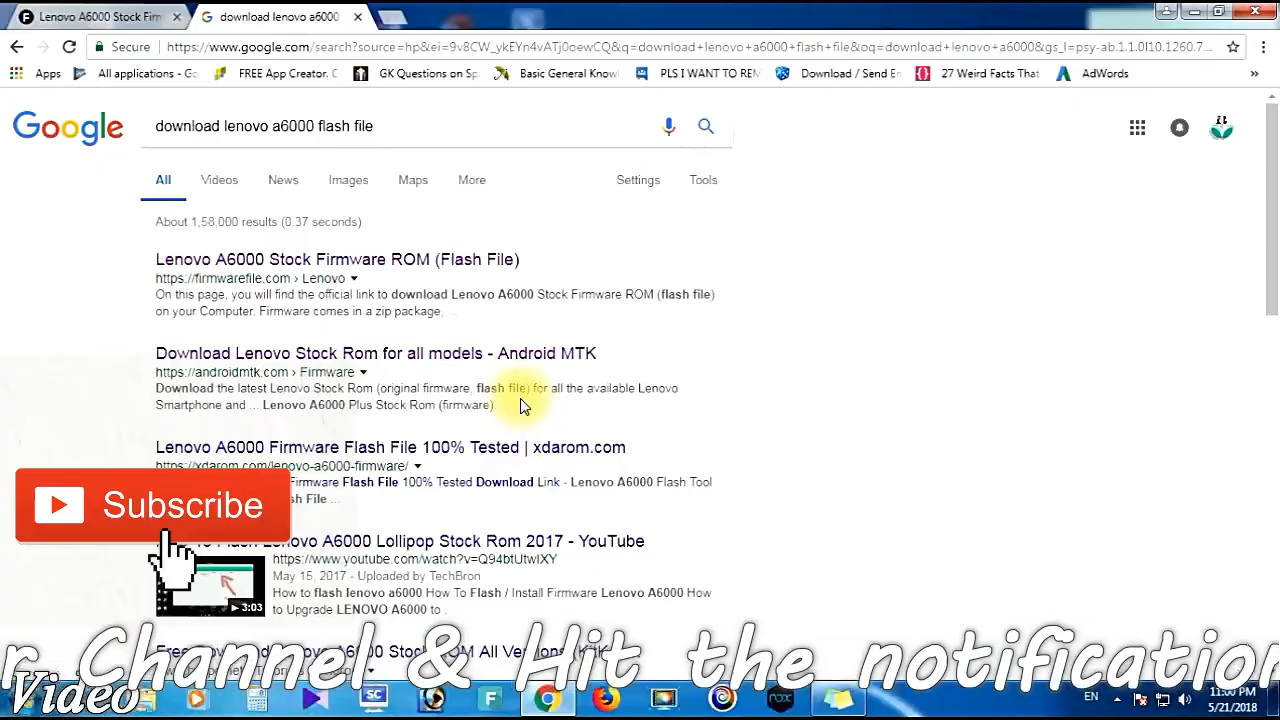 Lenovo A6000 Stock Firm
download lenovo a6000
Secure
https://www.google.com/search?source=hp&ei=9v8CW_ykEYn4vATj0oewCQ&q=download+lenovo+a6000+flash+file&oq=download+lenovo+a6000&gs_l=psy-ab.1.1.0l10.1260.7...
Apps
All applications - Go
FREE App Creator. C
GK Questions on Sp
Basic General Know
PLS I WANT TO REM
Download / Send En
27 Weird Facts That
AdWords
Google
download lenovo a6000 flash file
All
Videos
News
Images
Maps
More
Settings
Tools
About 1,58,000 results (0.37 seconds)
Lenovo A6000 Stock Firmware ROM (Flash File)
https://firmwarefile.com › Lenovo
On this page, you will find the official link to download Lenovo A6000 Stock Firmware ROM (flash file)
on your Computer. Firmware comes in a zip package, ...
Download Lenovo Stock Rom for all models - Android MTK
https://androidmtk.com › Firmware
Download the latest Lenovo Stock Rom (original firmware, flash file) for all the available Lenovo
Smartphone and ... Lenovo A6000 Plus Stock Rom (firmware).
Lenovo A6000 Firmware Flash File 100% Tested | xdarom.com
https://xdarom.com/lenovo-a6000-firmware/
Firmware Flash File 100% Tested Download Link - Lenovo A6000 Flash Tool
sh File ...
Subscribe
Flash Lenovo A6000 Lollipop Stock Rom 2017 - YouTube
https://www.youtube.com/watch?v=Q94btUtwIXY
May 15, 2017 - Uploaded by TechBron
How to flash lenovo a6000 How To Flash / Install Firmware Lenovo A6000 How
to Upgrade LENOVO A6000 to .
3:03
r Channel & Hit the notification
Video
EN
11:00 PM
5/21/2018